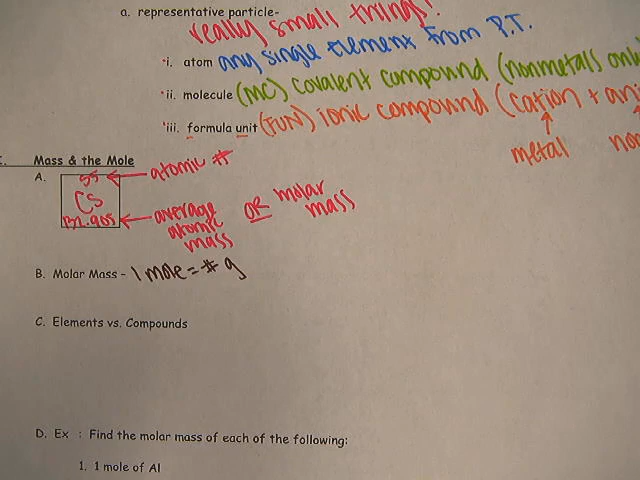 a. representative particle- really small things!
i. atom any single element from P.T.
ii. molecule (MC) covalent compound (nonmetals only
iii. formula unit (FUN) ionic compound (cation + ani
metal non
Mass & the Mole
A. 55 atomic #
Cs
132.905 average atomic mass OR molar mass
B. Molar Mass - 1 mole = # g
C. Elements vs. Compounds
D. Ex : Find the molar mass of each of the following:
1. 1 mole of Al